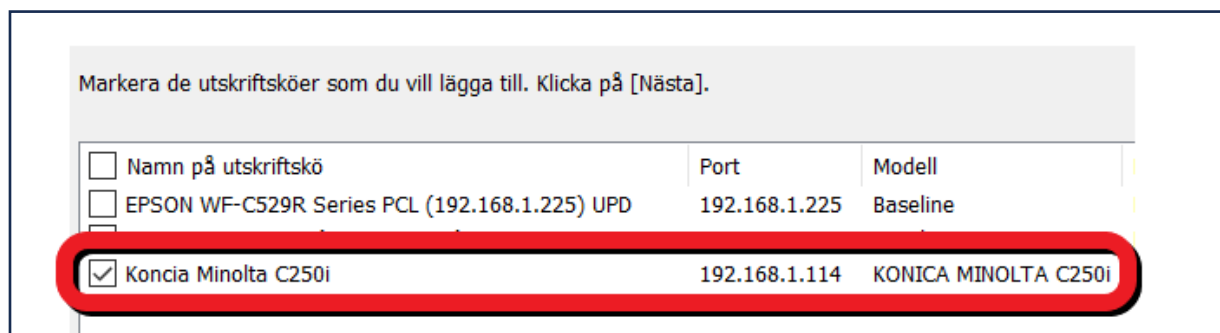 Markera de utskriftsköer som du vill lägga till. Klicka på [Nästa].
Namn på utskriftskö Port Modell
EPSON WF-C529R Series PCL (192.168.1.225) UPD 192.168.1.225 Baseline
Koncia Minolta C250i 192.168.1.114 KONICA MINOLTA C250i